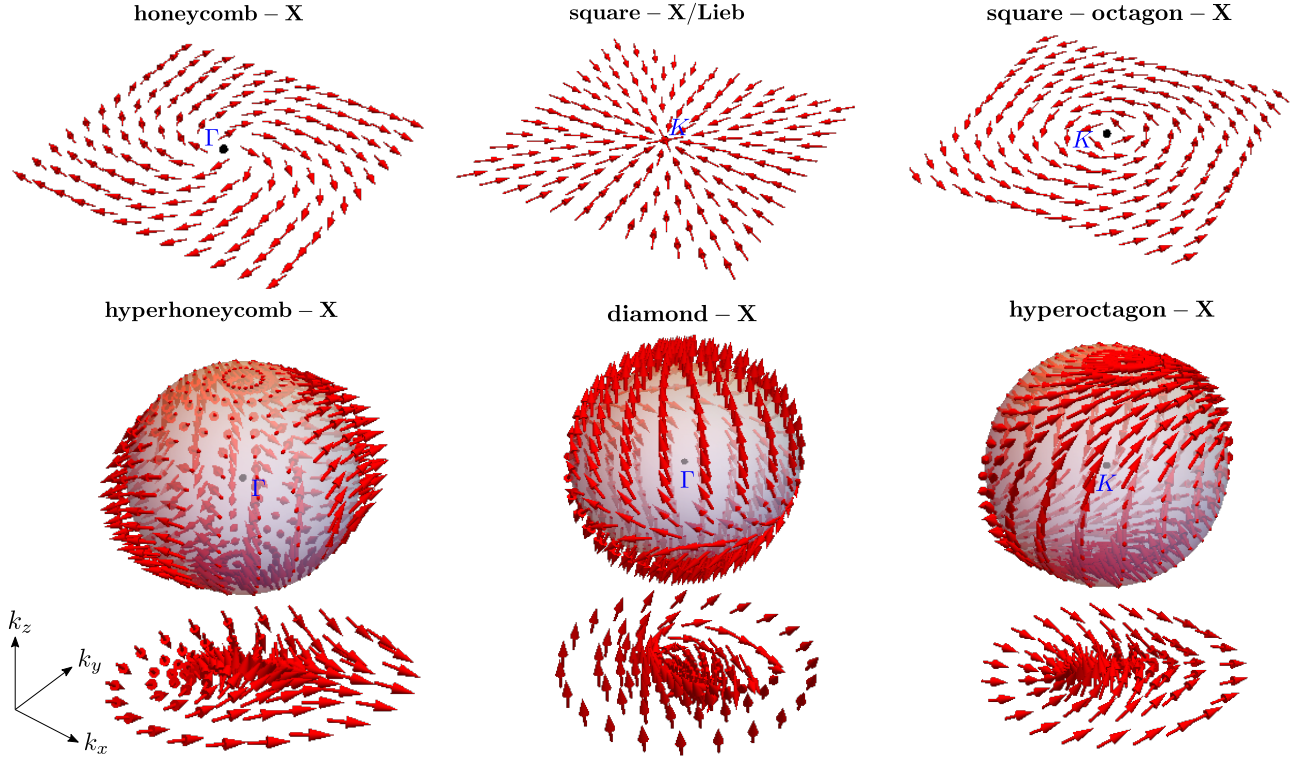 honeycomb – X
square – X/Lieb
square – octagon – X
Γ
K
K
hyperhoneycomb – X
diamond – X
hyperoctagon – X
Γ
Γ
K
k_z
k_y
k_x